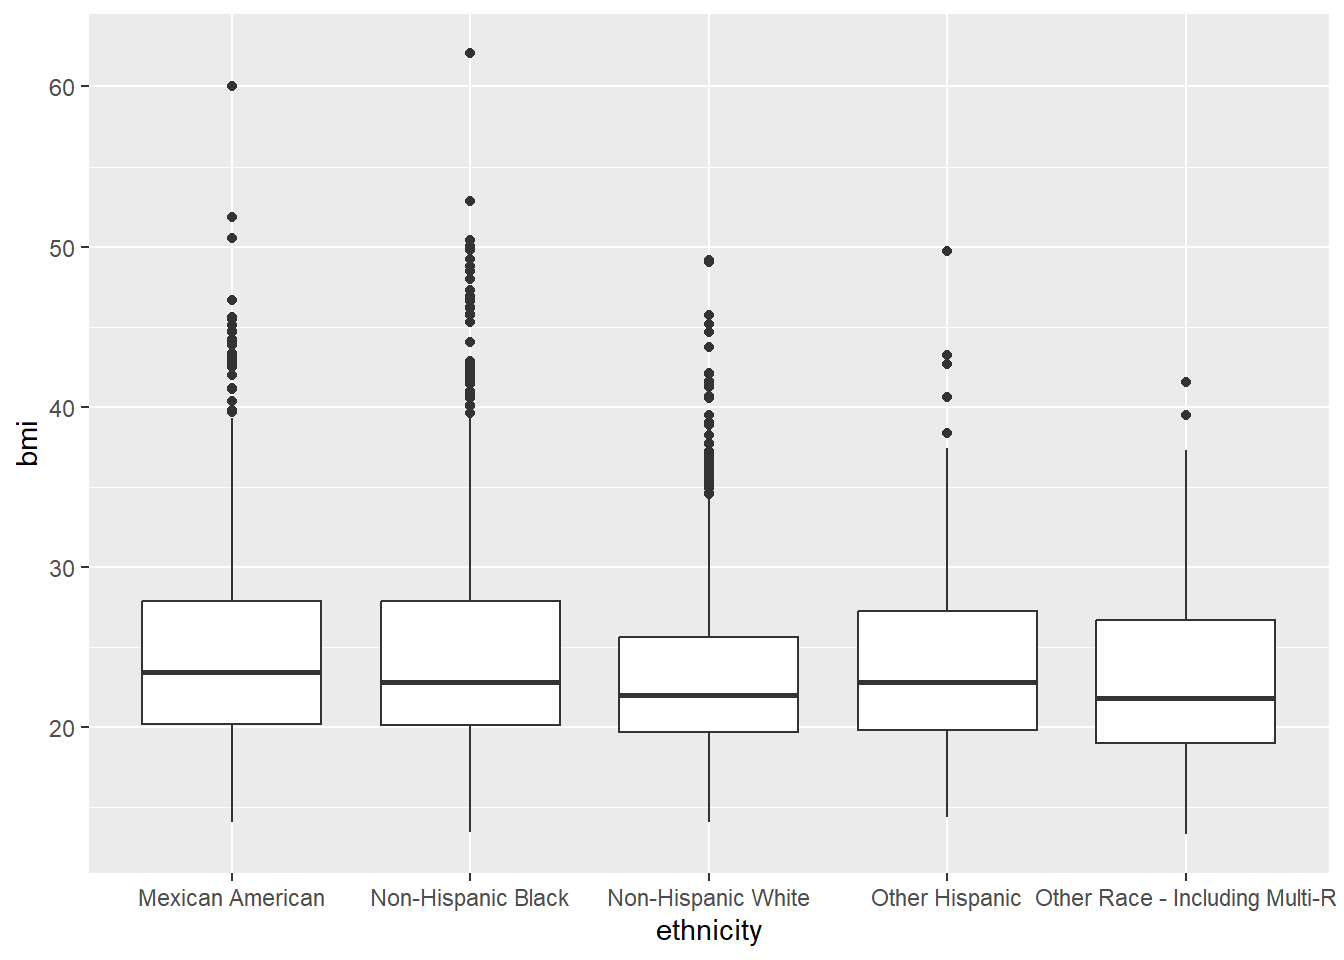 60
50
40
30
20
bmi
Mexican American
Non-Hispanic Black
Non-Hispanic White
Other Hispanic
Other Race - Including Multi-R
ethnicity